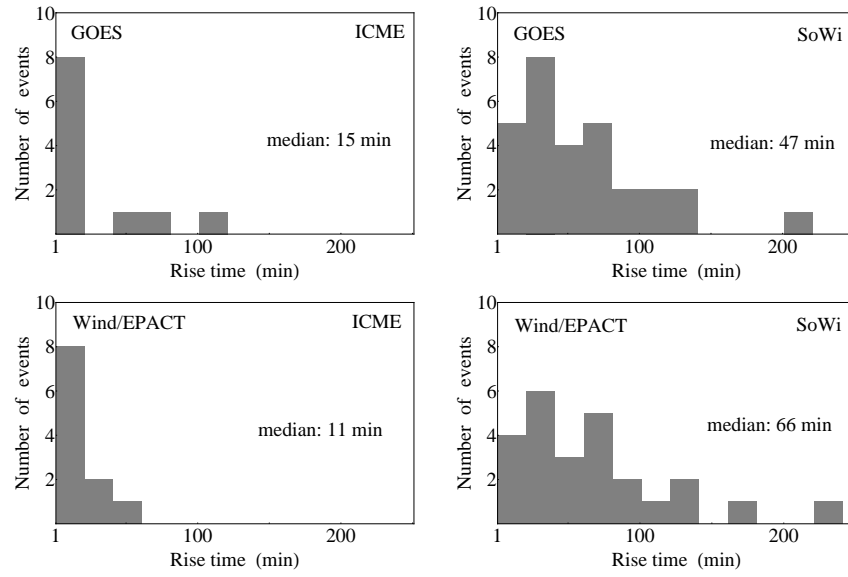 GOES ICME
10
8
6
4
2
1 100 200
Number of events
Rise time (min)
median: 15 min
GOES SoWi
10
8
6
4
2
1 100 200
Number of events
Rise time (min)
median: 47 min
Wind/EPACT ICME
10
8
6
4
2
1 100 200
Number of events
Rise time (min)
median: 11 min
Wind/EPACT SoWi
10
8
6
4
2
1 100 200
Number of events
Rise time (min)
median: 66 min